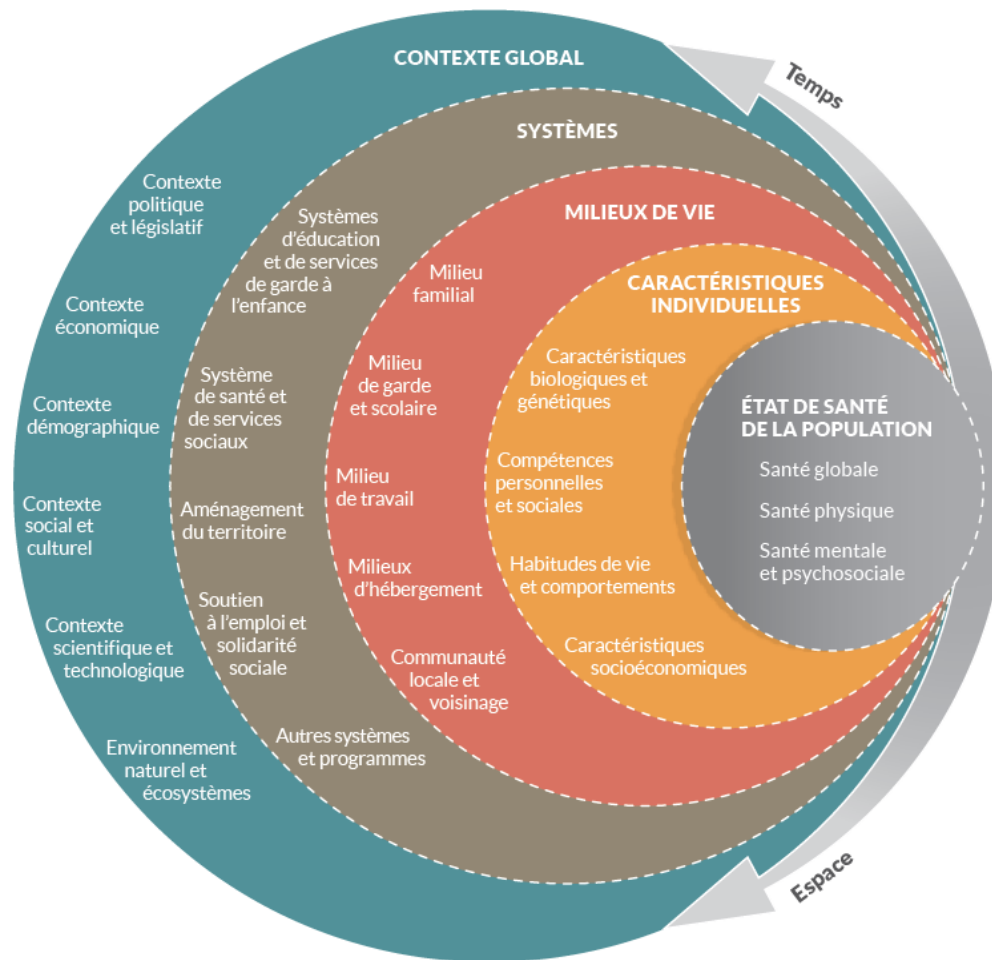 CONTEXTE GLOBAL
Contexte
politique
et législatif
Contexte
économique
Contexte
démographique
Contexte
social et
culturel
Contexte
scientifique et
technologique
Environnement
naturel et
écosystèmes
SYSTÈMES
Systèmes
d’éducation
et de services
de garde à
l’enfance
Système
de santé et
de services
sociaux
Aménagement
du territoire
Soutien
à l’emploi et
solidarité
sociale
Autres systèmes
et programmes
MILIEUX DE VIE
Milieu
familial
Milieu
de garde
et scolaire
Milieu
de travail
Milieux
d’hébergement
Communauté
locale et
voisinage
CARACTÉRISTIQUES
INDIVIDUELLES
Caractéristiques
biologiques et
génétiques
Compétences
personnelles
et sociales
Habitudes de vie
et comportements
Caractéristiques
socioéconomiques
ÉTAT DE SANTÉ
DE LA POPULATION
Santé globale
Santé physique
Santé mentale
et psychosociale
Temps
Espace